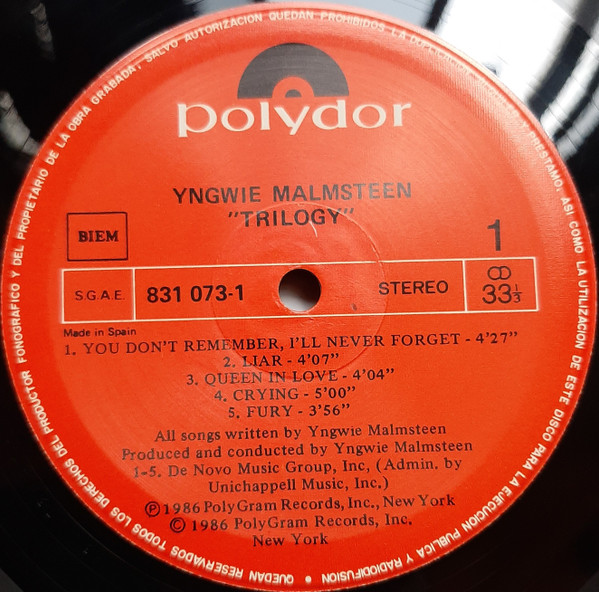 polydor
YNGWIE MALMSTEEN
"TRILOGY"
BIEM
1
S.G.A.E.
831 073-1
STEREO
33⅓
Made in Spain
1. YOU DON'T REMEMBER, I'LL NEVER FORGET - 4'27"
2. LIAR - 4'07"
3. QUEEN IN LOVE - 4'04"
4. CRYING - 5'00"
5, FURY - 3'56"
All songs written by Yngwie Malmsteen
Produced and conducted by Yngwie Malmsteen
1-5. De Novo Music Group, Inc, (Admin. by
Unichappell Music, Inc.)
Ⓟ 1986 PolyGram Records, Inc., New York
© 1986 PolyGram Records, Inc.
New York
QUEDAN RESERVADOS TODOS LOS DERECHOS DEL PRODUCTOR FONOGRAFICO Y DEL PROPIETARIO DE LA OBRA GRABADA, SALVO AUTORIZACION QUEDAN PROHIBIDOS LA PRESTAMO, ASI COMO LA UTILIZACION DE ESTE DISCO PARA LA EJECUCION PUBLICA Y RADIODIFUSION •